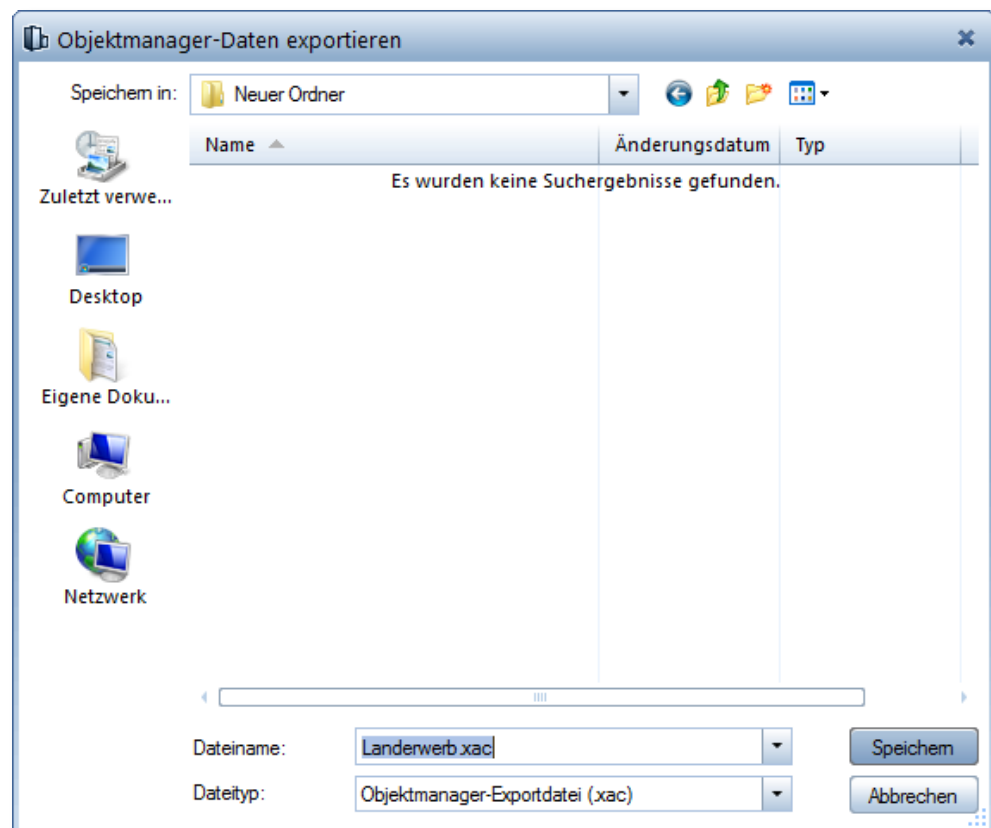 Objektmanager-Daten exportieren
Speichern in:
Neuer Ordner
Name
Änderungsdatum
Typ
Es wurden keine Suchergebnisse gefunden.
Zuletzt verwe...
Desktop
Eigene Doku...
Computer
Netzwerk
Dateiname:
Landerwerb.xac
Speichern
Dateityp:
Objektmanager-Exportdatei (.xac)
Abbrechen